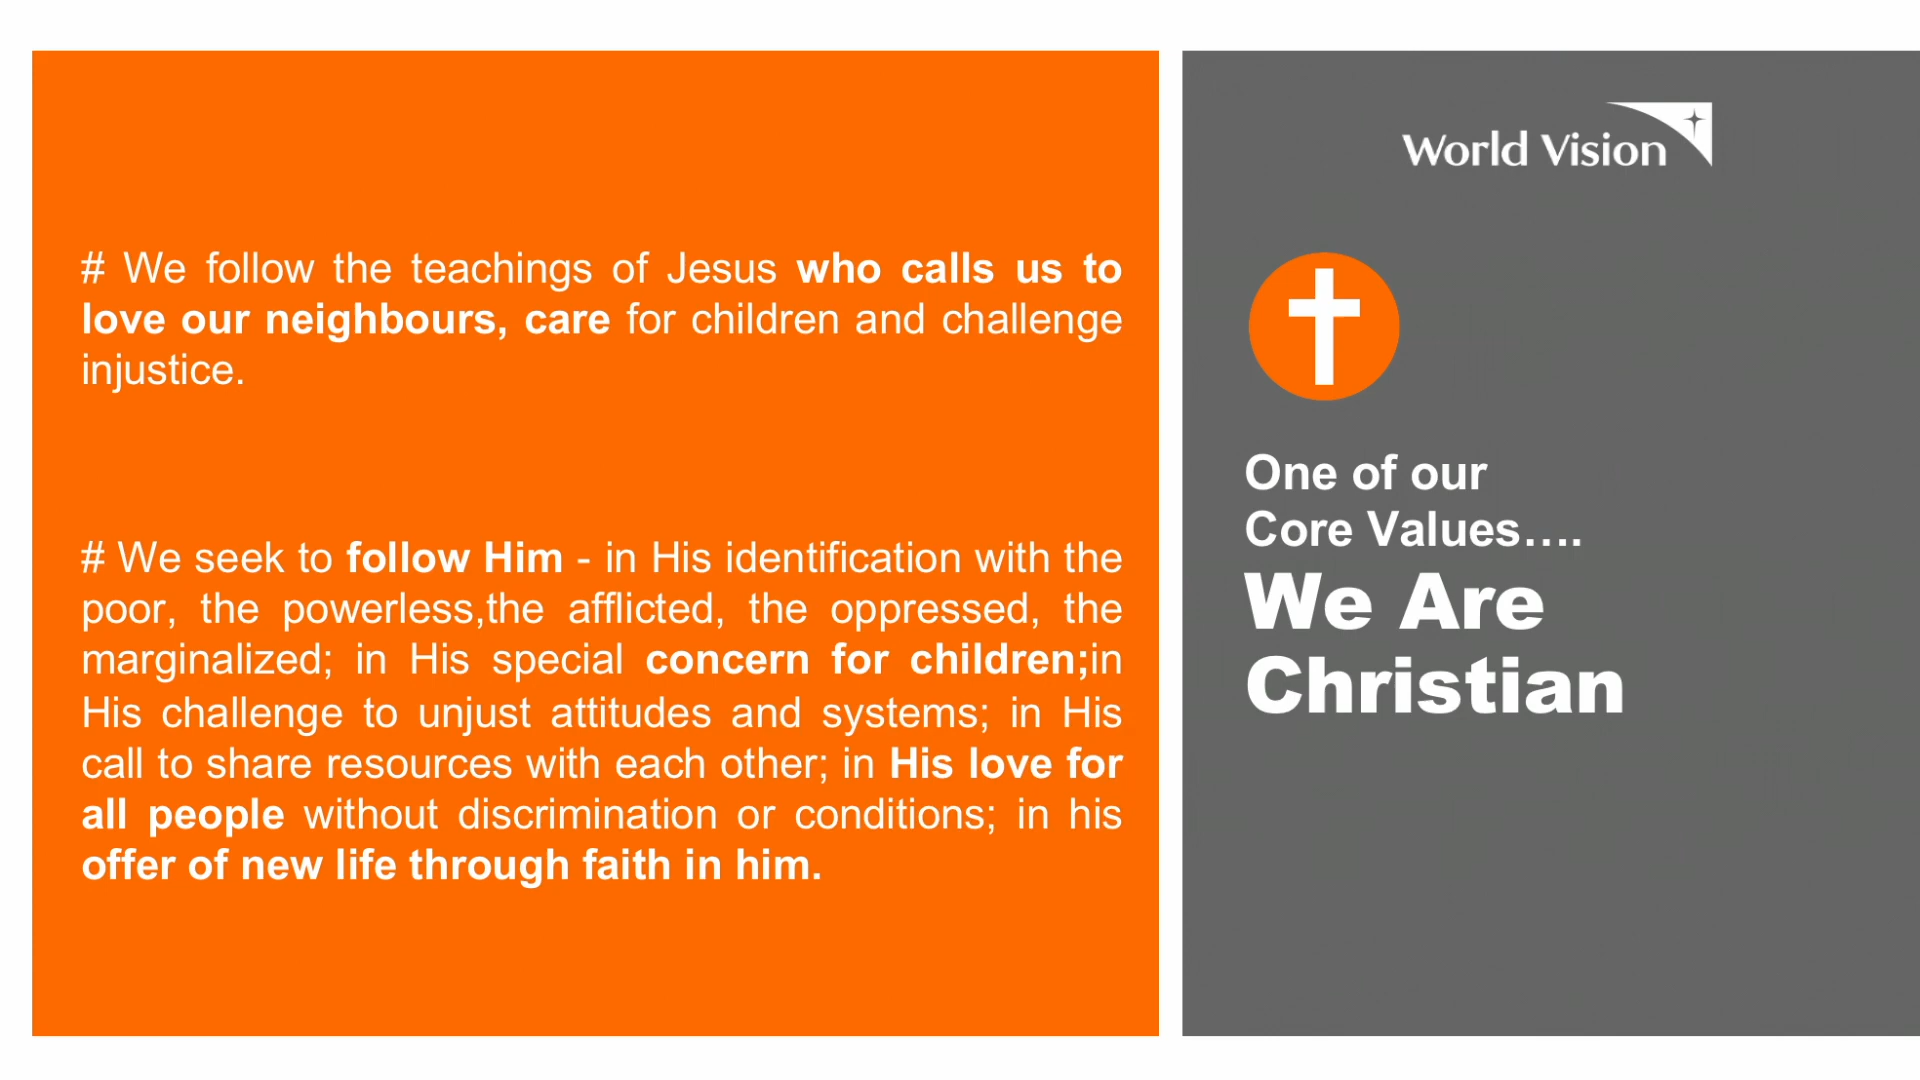 # We follow the teachings of Jesus who calls us to
love our neighbours, care for children and challenge
injustice.
# We seek to follow Him - in His identification with the
poor, the powerless,the afflicted, the oppressed, the
marginalized; in His special concern for children;in
His challenge to unjust attitudes and systems; in His
call to share resources with each other; in His love for
all people without discrimination or conditions; in his
offer of new life through faith in him.
World Vision
One of our
Core Values....
We Are
Christian